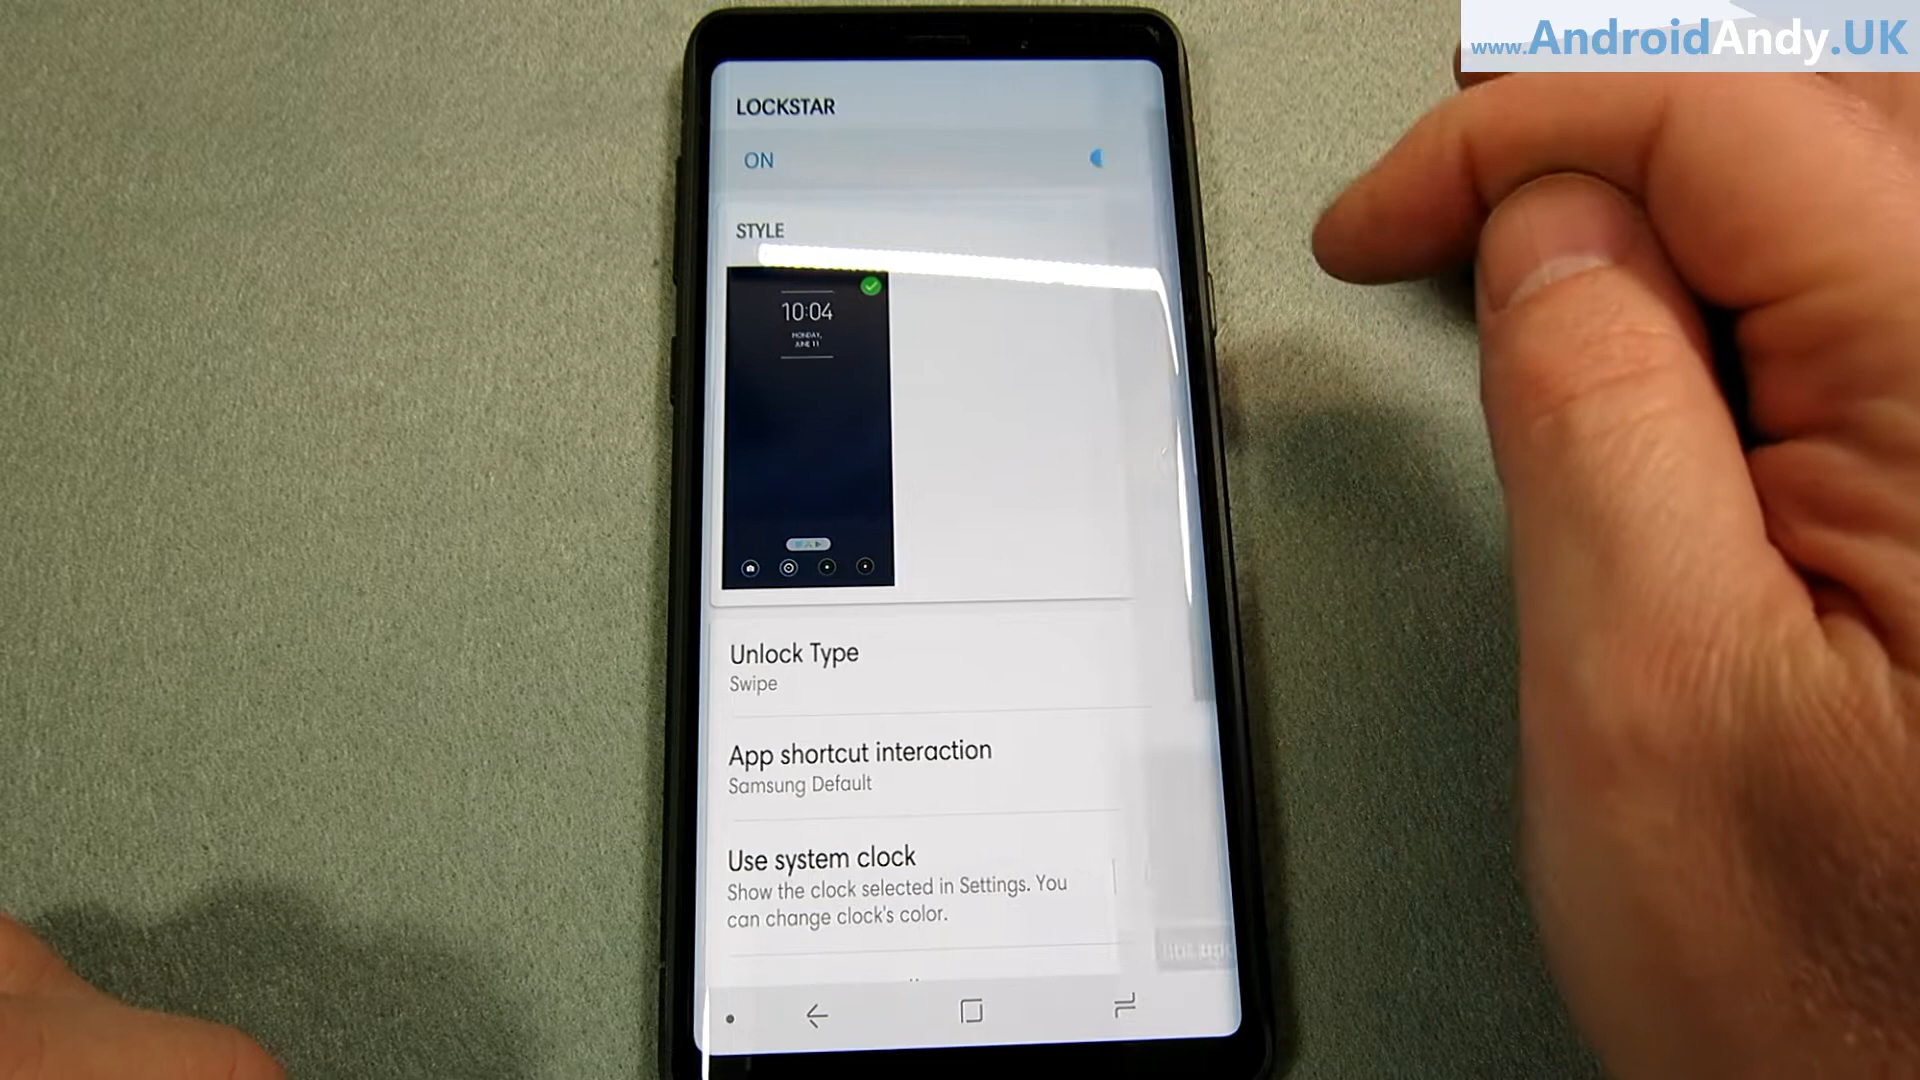 www.AndroidAndy.UK
LOCKSTAR
ON
STYLE
10:04
MONDAY,
JUNE 11
Unlock Type
Swipe
App shortcut interaction
Samsung Default
Use system clock
Show the clock selected in Settings. You
can change clock's color.